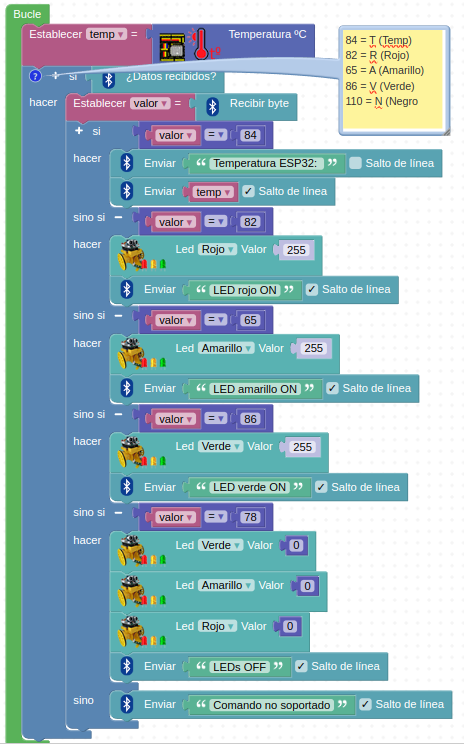 Bucle
Establecer temp = Temperatura ºC
? + si ¿Datos recibidos?
84 = T (Temp)
82 = R (Rojo)
65 = A (Amarillo)
86 = V (Verde)
110 = N (Negro
hacer Establecer valor = Recibir byte
+ si valor = 84
hacer Enviar “ Temperatura ESP32: ” Salto de línea
Enviar temp Salto de línea
sino si − valor = 82
hacer Led Rojo Valor 255
Enviar “ LED rojo ON ” Salto de línea
sino si − valor = 65
hacer Led Amarillo Valor 255
Enviar “ LED amarillo ON ” Salto de línea
sino si − valor = 86
hacer Led Verde Valor 255
Enviar “ LED verde ON ” Salto de línea
sino si − valor = 78
hacer Led Verde Valor 0
Led Amarillo Valor 0
Led Rojo Valor 0
Enviar “ LEDs OFF ” Salto de línea
sino Enviar “ Comando no soportado ” Salto de línea